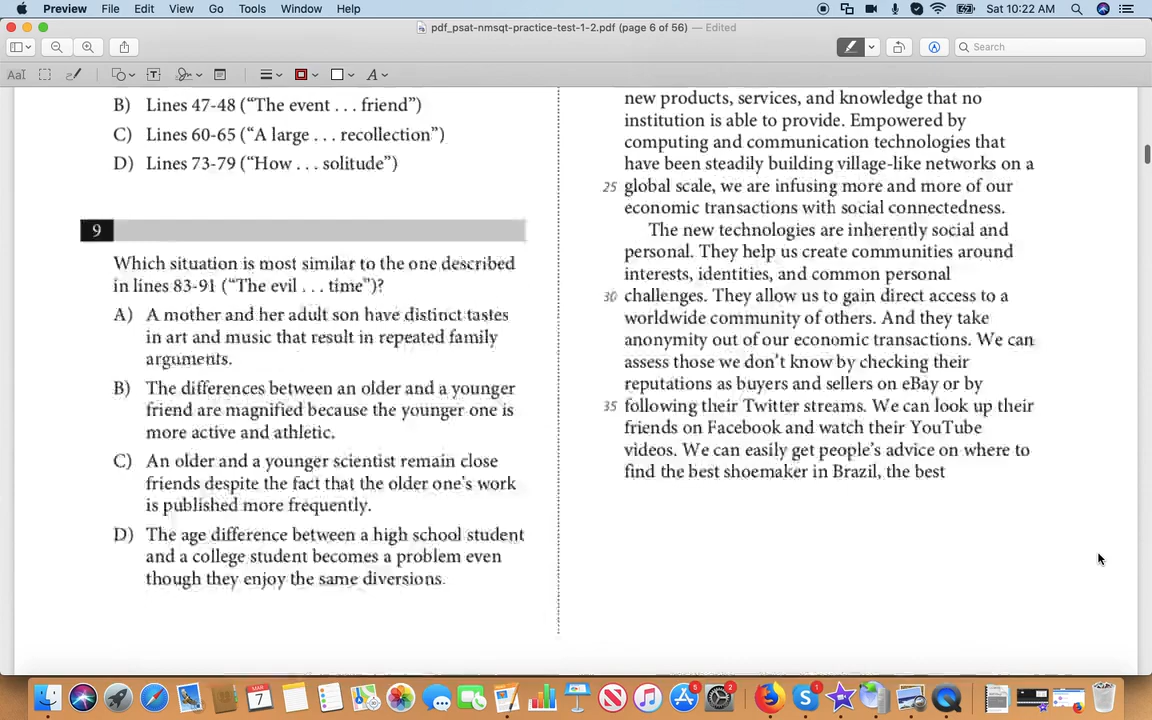 Preview File Edit View Go Tools Window Help Sat 10:22 AM
pdf_psat-nmsqt-practice-test-1-2.pdf (page 6 of 56) — Edited
Search
AaI
B) Lines 47-48 (“The event . . . friend”)
C) Lines 60-65 (“A large . . . recollection”)
D) Lines 73-79 (“How . . . solitude”)
9
Which situation is most similar to the one described
in lines 83-91 (“The evil . . . time”)?
A) A mother and her adult son have distinct tastes
in art and music that result in repeated family
arguments.
B) The differences between an older and a younger
friend are magnified because the younger one is
more active and athletic.
C) An older and a younger scientist remain close
friends despite the fact that the older one’s work
is published more frequently.
D) The age difference between a high school student
and a college student becomes a problem even
though they enjoy the same diversions.
new products, services, and knowledge that no
institution is able to provide. Empowered by
computing and communication technologies that
have been steadily building village-like networks on a
25 global scale, we are infusing more and more of our
economic transactions with social connectedness.
The new technologies are inherently social and
personal. They help us create communities around
interests, identities, and common personal
30 challenges. They allow us to gain direct access to a
worldwide community of others. And they take
anonymity out of our economic transactions. We can
assess those we don’t know by checking their
reputations as buyers and sellers on eBay or by
35 following their Twitter streams. We can look up their
friends on Facebook and watch their YouTube
videos. We can easily get people’s advice on where to
find the best shoemaker in Brazil, the best